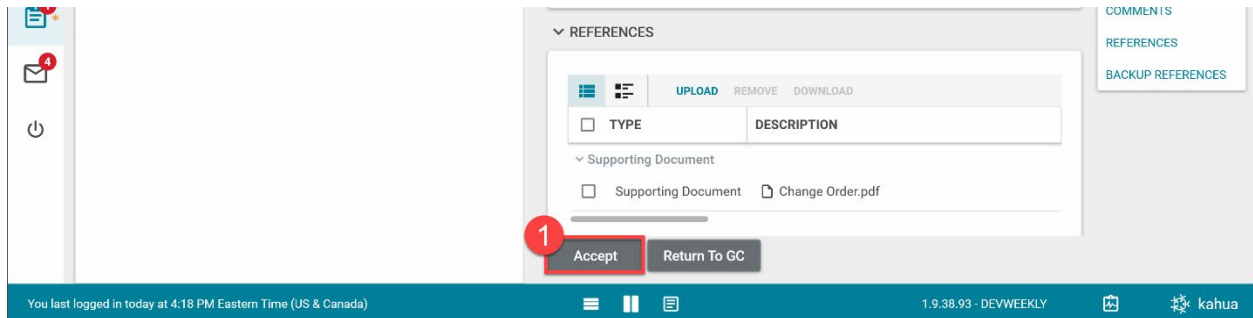 COMMENTS
REFERENCES
REFERENCES
BACKUP REFERENCES
4
UPLOAD REMOVE DOWNLOAD
TYPE DESCRIPTION
Supporting Document
Supporting Document Change Order.pdf
1
Accept Return To GC
You last logged in today at 4:18 PM Eastern Time (US & Canada) 1.9.38.93 - DEVWEEKLY kahua